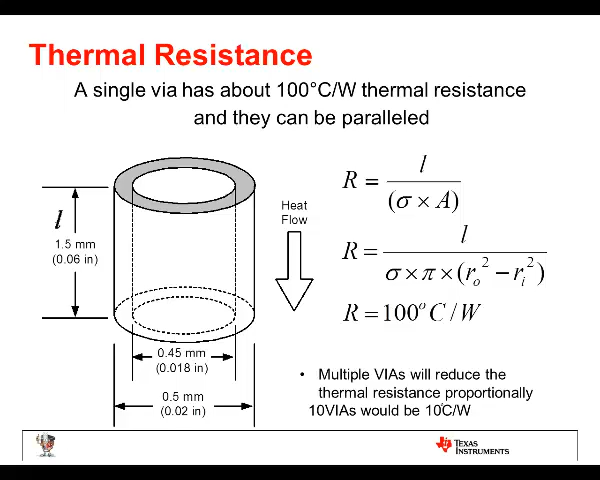 Thermal Resistance
A single via has about 100°C/W thermal resistance
and they can be paralleled
l
1.5 mm
(0.06 in)
Heat
Flow
0.45 mm
(0.018 in)
0.5 mm
(0.02 in)
R = l / (σ × A)
R = l / σ × π × (rₒ² − rᵢ²)
R = 100°C / W
• Multiple VIAs will reduce the
thermal resistance proportionally
10VIAs would be 10°C/W
TEXAS
INSTRUMENTS